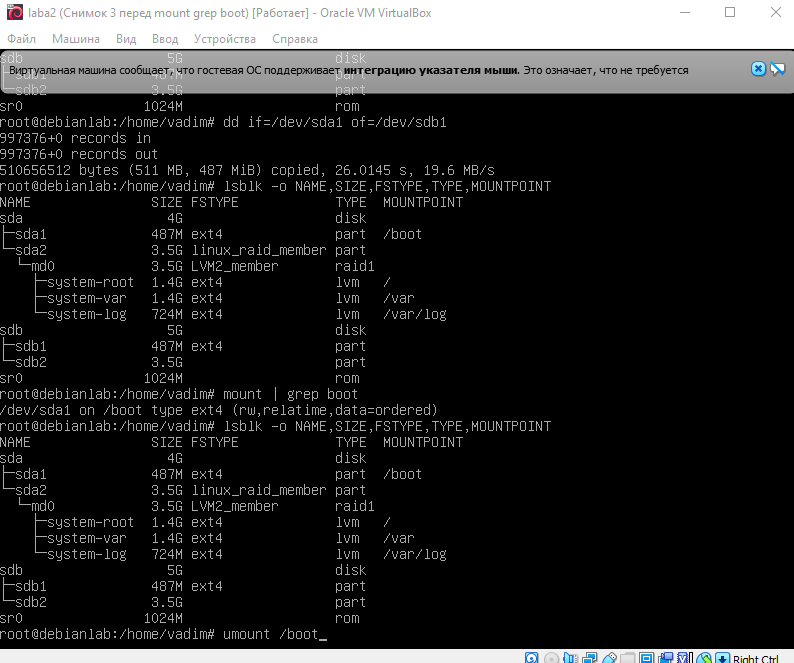 laba2 (Снимок 3 перед mount grep boot) [Работает] - Oracle VM VirtualBox
Файл Машина Вид Ввод Устройства Справка
sdb 5G disk
Виртуальная машина сообщает, что гостевая ОС поддерживает интеграцию указателя мыши. Это означает, что не требуется
├─sdb1 487M part
└─sdb2 3.5G part
sr0 1024M rom
root@debianlab:/home/vadim# dd if=/dev/sda1 of=/dev/sdb1
997376+0 records in
997376+0 records out
510656512 bytes (511 MB, 487 MiB) copied, 26.0145 s, 19.6 MB/s
root@debianlab:/home/vadim# lsblk -o NAME,SIZE,FSTYPE,TYPE,MOUNTPOINT
NAME SIZE FSTYPE TYPE MOUNTPOINT
sda 4G disk
├─sda1 487M ext4 part /boot
└─sda2 3.5G linux_raid_member part
└─md0 3.5G LVM2_member raid1
├─system-root 1.4G ext4 lvm /
├─system-var 1.4G ext4 lvm /var
└─system-log 724M ext4 lvm /var/log
sdb 5G disk
├─sdb1 487M ext4 part
└─sdb2 3.5G part
sr0 1024M rom
root@debianlab:/home/vadim# mount | grep boot
/dev/sda1 on /boot type ext4 (rw,relatime,data=ordered)
root@debianlab:/home/vadim# lsblk -o NAME,SIZE,FSTYPE,TYPE,MOUNTPOINT
NAME SIZE FSTYPE TYPE MOUNTPOINT
sda 4G disk
├─sda1 487M ext4 part /boot
└─sda2 3.5G linux_raid_member part
└─md0 3.5G LVM2_member raid1
├─system-root 1.4G ext4 lvm /
├─system-var 1.4G ext4 lvm /var
└─system-log 724M ext4 lvm /var/log
sdb 5G disk
├─sdb1 487M ext4 part
└─sdb2 3.5G part
sr0 1024M rom
root@debianlab:/home/vadim# umount /boot_
Right Ctrl